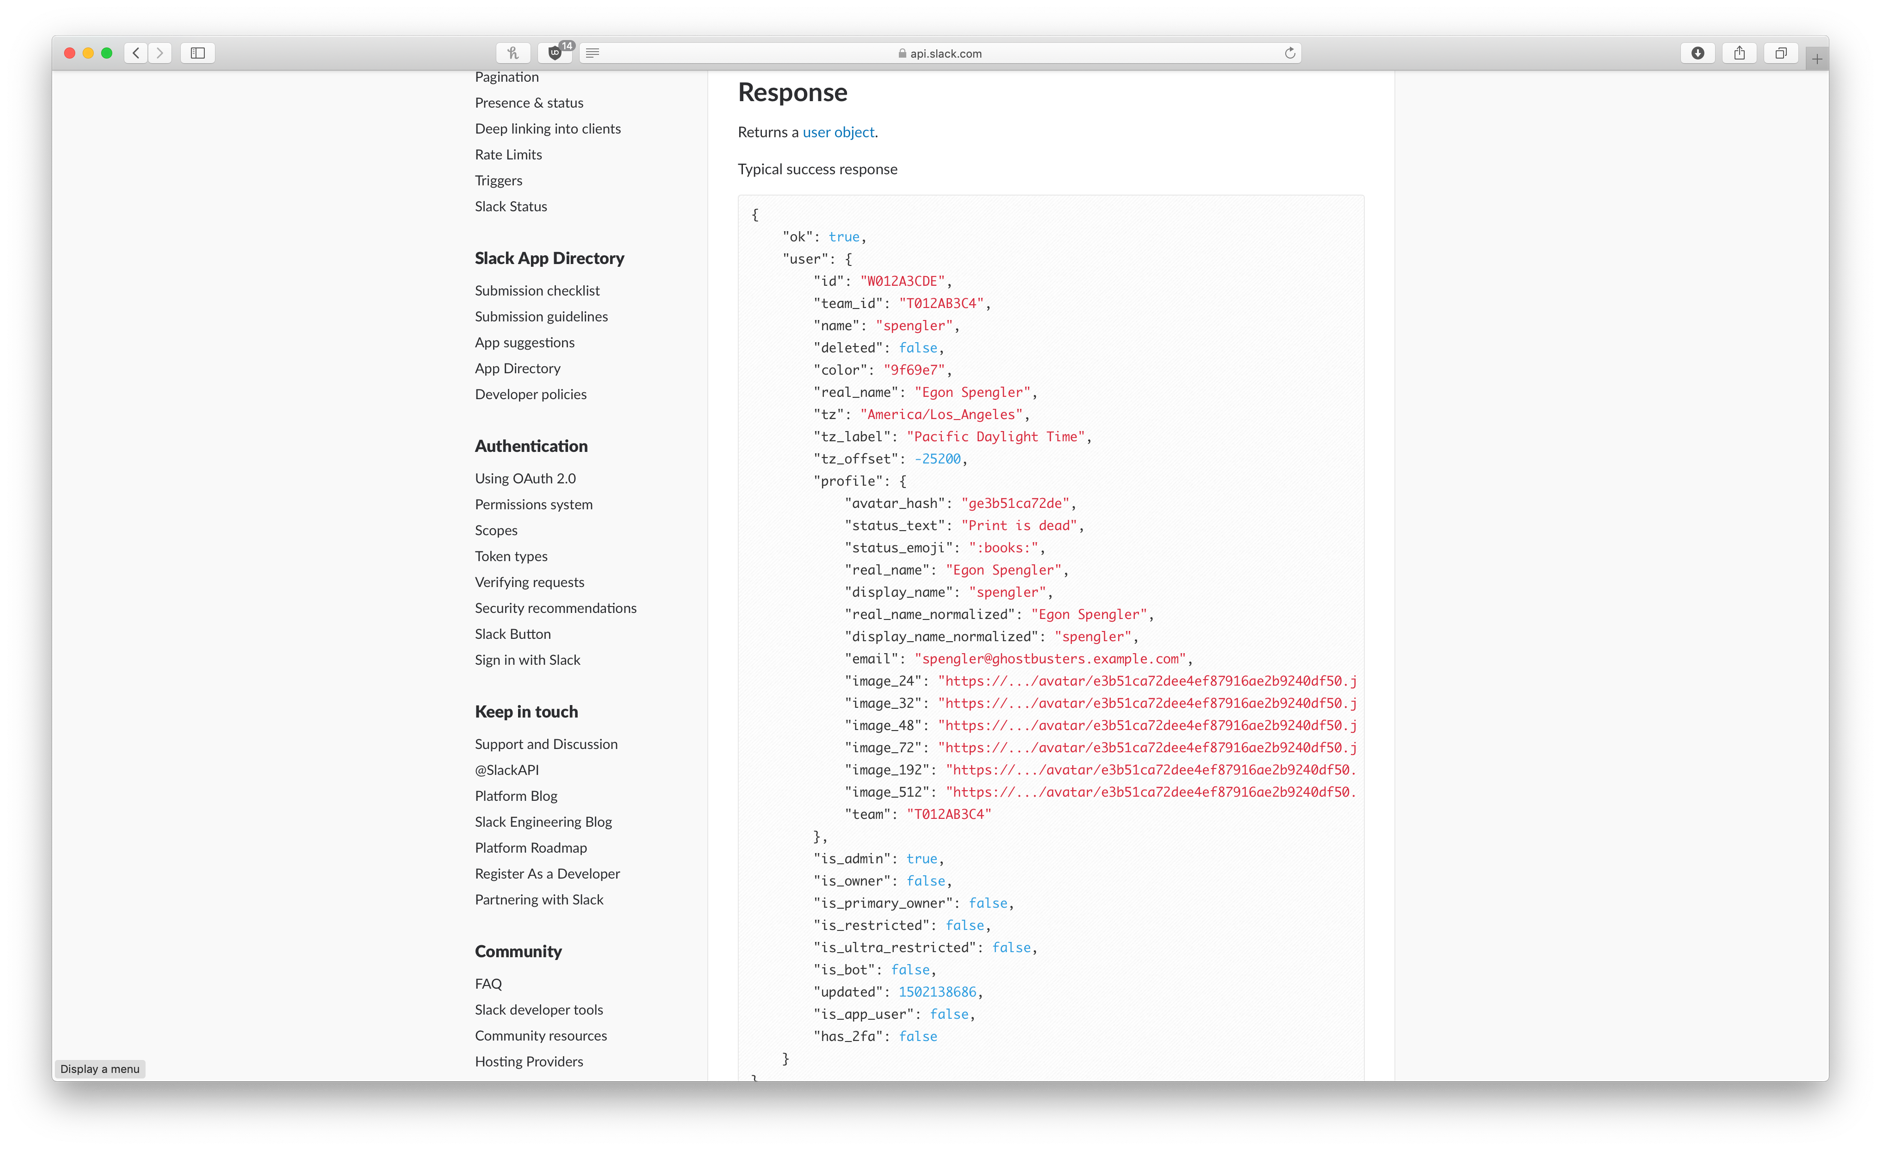 14
api.slack.com
Pagination
Presence & status
Deep linking into clients
Rate Limits
Triggers
Slack Status
Slack App Directory
Submission checklist
Submission guidelines
App suggestions
App Directory
Developer policies
Authentication
Using OAuth 2.0
Permissions system
Scopes
Token types
Verifying requests
Security recommendations
Slack Button
Sign in with Slack
Keep in touch
Support and Discussion
@SlackAPI
Platform Blog
Slack Engineering Blog
Platform Roadmap
Register As a Developer
Partnering with Slack
Community
FAQ
Slack developer tools
Community resources
Hosting Providers
Display a menu
Response
Returns a user object.
Typical success response
{
"ok": true,
"user": {
"id": "W012A3CDE",
"team_id": "T012AB3C4",
"name": "spengler",
"deleted": false,
"color": "9f69e7",
"real_name": "Egon Spengler",
"tz": "America/Los_Angeles",
"tz_label": "Pacific Daylight Time",
"tz_offset": -25200,
"profile": {
"avatar_hash": "ge3b51ca72de",
"status_text": "Print is dead",
"status_emoji": ":books:",
"real_name": "Egon Spengler",
"display_name": "spengler",
"real_name_normalized": "Egon Spengler",
"display_name_normalized": "spengler",
"email": "spengler@ghostbusters.example.com",
"image_24": "https://.../avatar/e3b51ca72dee4ef87916ae2b9240df50.j
"image_32": "https://.../avatar/e3b51ca72dee4ef87916ae2b9240df50.j
"image_48": "https://.../avatar/e3b51ca72dee4ef87916ae2b9240df50.j
"image_72": "https://.../avatar/e3b51ca72dee4ef87916ae2b9240df50.j
"image_192": "https://.../avatar/e3b51ca72dee4ef87916ae2b9240df50.
"image_512": "https://.../avatar/e3b51ca72dee4ef87916ae2b9240df50.
"team": "T012AB3C4"
},
"is_admin": true,
"is_owner": false,
"is_primary_owner": false,
"is_restricted": false,
"is_ultra_restricted": false,
"is_bot": false,
"updated": 1502138686,
"is_app_user": false,
"has_2fa": false
}
}